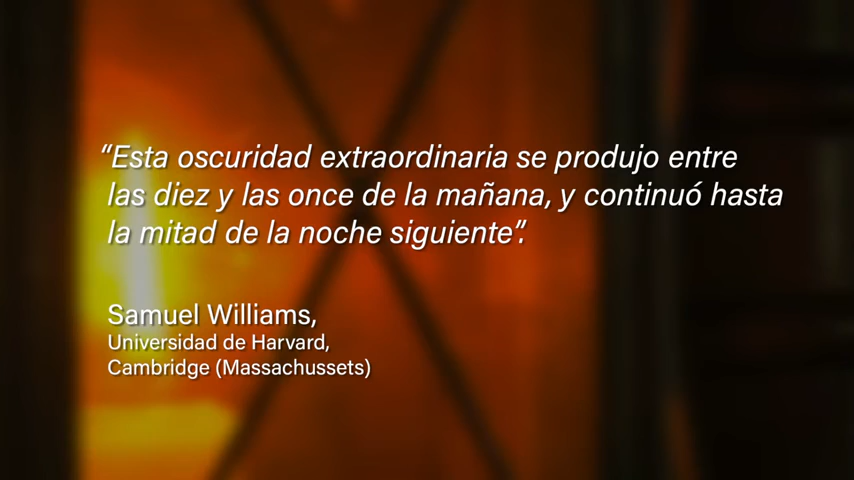 “Esta oscuridad extraordinaria se produjo entre
las diez y las once de la mañana, y continuó hasta
la mitad de la noche siguiente”.
Samuel Williams,
Universidad de Harvard,
Cambridge (Massachussets)